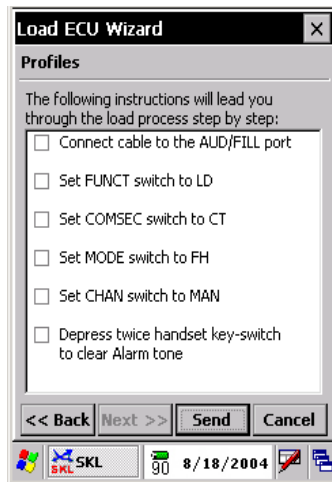 Load ECU Wizard
Profiles
The following instructions will lead you
through the load process step by step:
Connect cable to the AUD/FILL port
Set FUNCT switch to LD
Set COMSEC switch to CT
Set MODE switch to FH
Set CHAN switch to MAN
Depress twice handset key-switch
to clear Alarm tone
<< Back Next >> Send Cancel
SKL SKL 90 8/18/2004